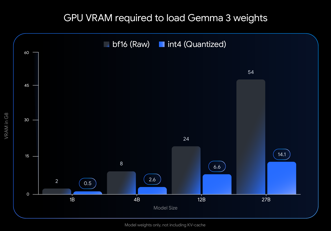 GPU VRAM required to load Gemma 3 weights
bf16 (Raw)
int4 (Quantized)
VRAM in GB
60
45
30
15
0
2
0.5
8
2.6
24
6.6
54
14.1
1B
4B
12B
27B
Model Size
Model weights only not including KV-cache